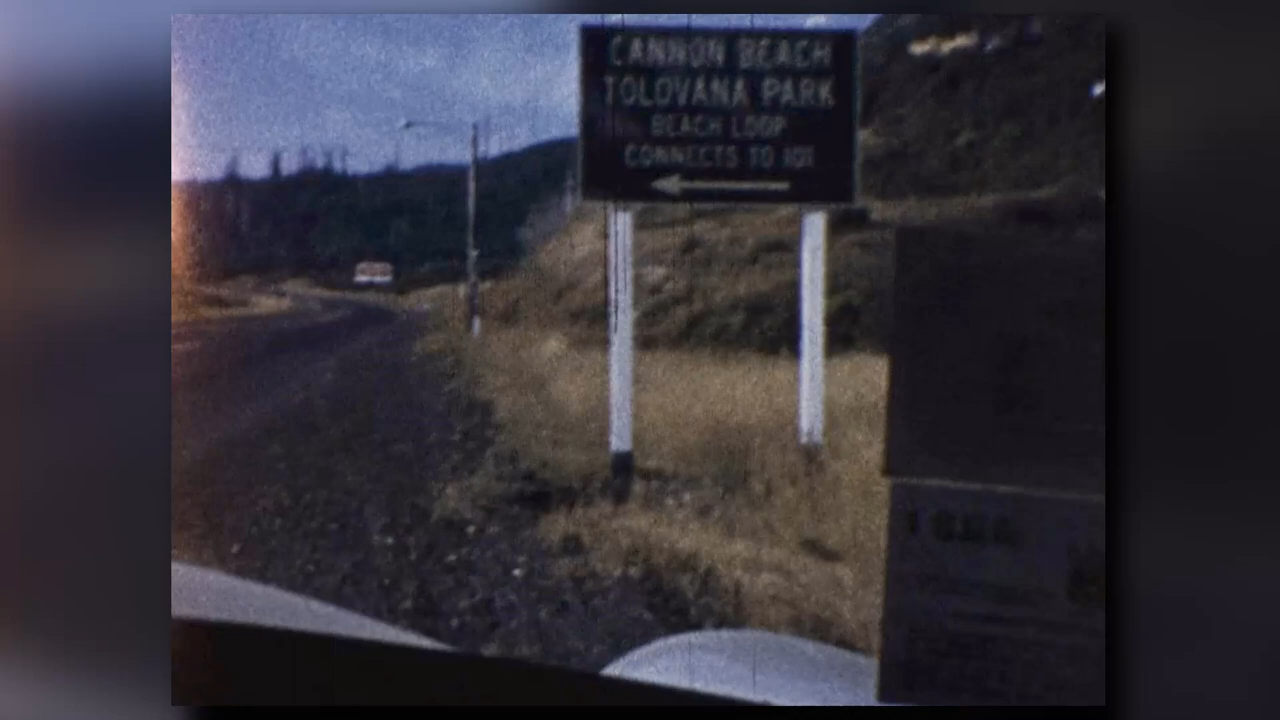 CANNON BEACH
TOLOVANA PARK
BEACH LOOP
CONNECTS TO 101